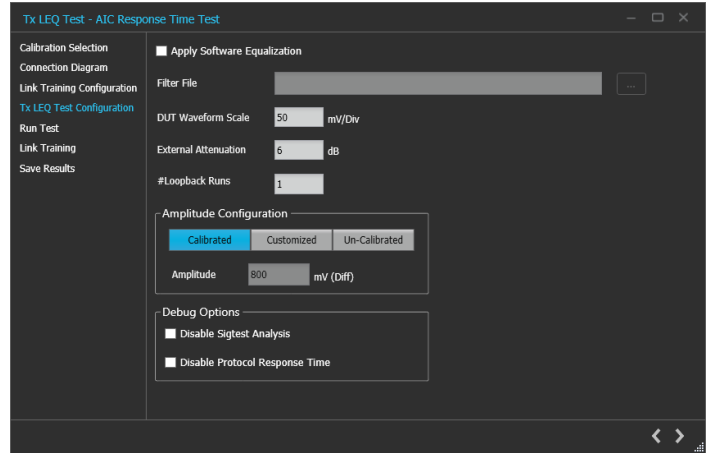 Tx LEQ Test - AIC Response Time Test
Calibration Selection
Connection Diagram
Link Training Configuration
Tx LEQ Test Configuration
Run Test
Link Training
Save Results
Apply Software Equalization
Filter File
...
DUT Waveform Scale 50 mV/Div
External Attenuation 6 dB
#Loopback Runs 1
Amplitude Configuration
Calibrated Customized Un-Calibrated
Amplitude 800 mV (Diff)
Debug Options
Disable Sigtest Analysis
Disable Protocol Response Time